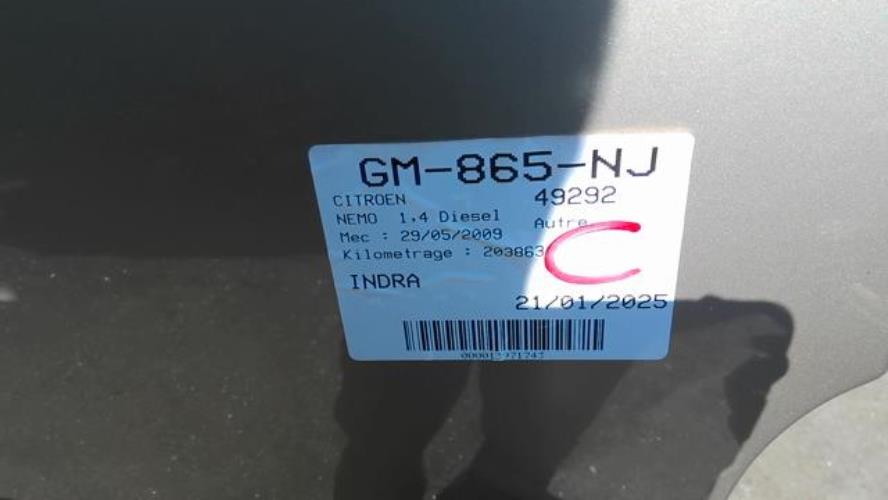 GM-865-NJ
CITROEN 49292
NEMO 1.4 Diesel Autre
Mec : 29/05/2009
Kilometrage : 203863
C
INDRA
21/01/2025